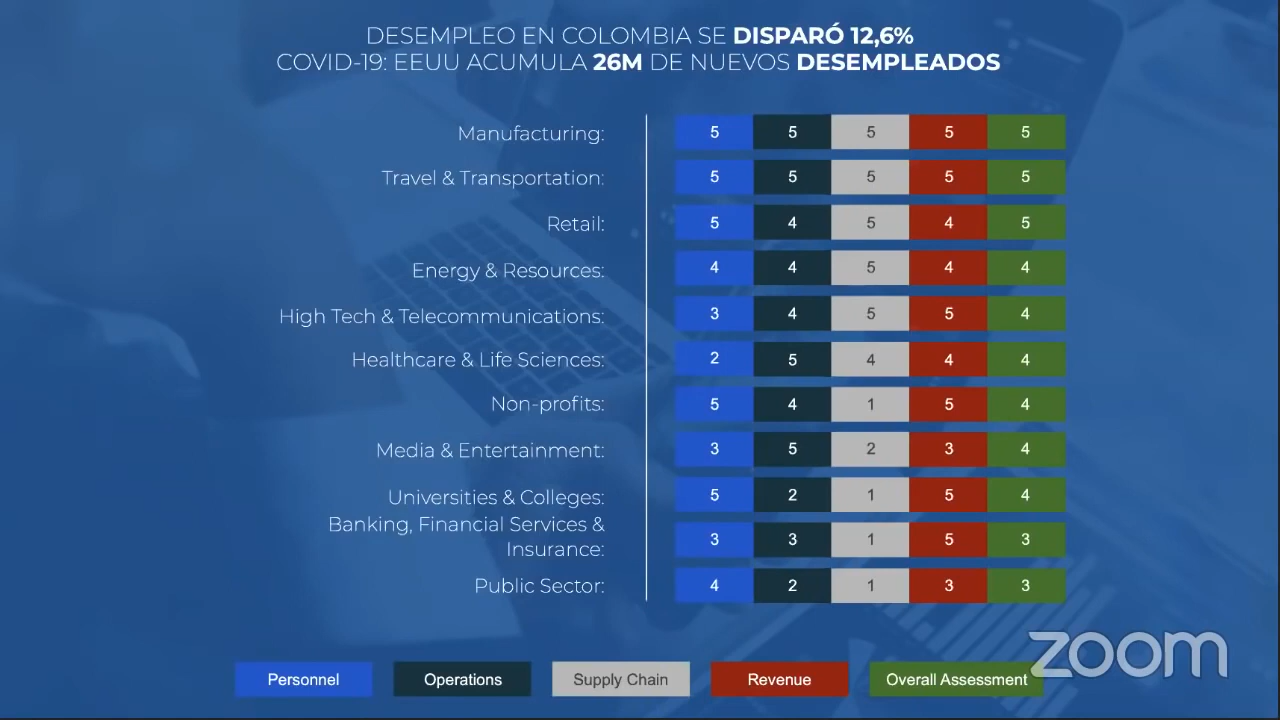 DESEMPLEO EN COLOMBIA SE DISPARÓ 12,6%
COVID-19: EEUU ACUMULA 26M DE NUEVOS DESEMPLEADOS
Manufacturing: 5 5 5 5 5
Travel & Transportation: 5 5 5 5 5
Retail: 5 4 5 4 5
Energy & Resources: 4 4 5 4 4
High Tech & Telecommunications: 3 4 5 5 4
Healthcare & Life Sciences: 2 5 4 4 4
Non-profits: 5 4 1 5 4
Media & Entertainment: 3 5 2 3 4
Universities & Colleges: 5 2 1 5 4
Banking, Financial Services &
Insurance: 3 3 1 5 3
Public Sector: 4 2 1 3 3
Personnel Operations Supply Chain Revenue Overall Assessment
zoom